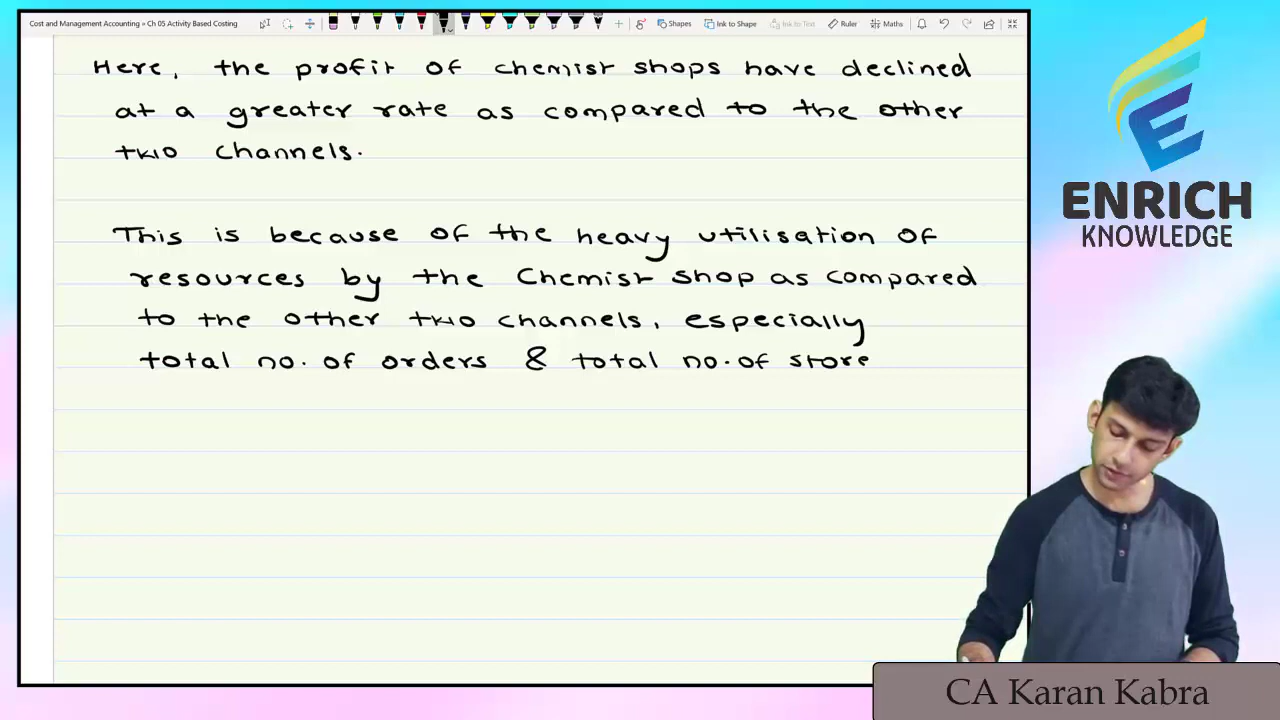 Cost and Management Accounting » Ch 05 Activity Based Costing
Shapes
Ink to Shape
Ink to Text
Ruler
Maths
Here, the profit of chemist shops have declined
at a greater rate as compared to the other
two channels.
This is because of the heavy utilisation of
resources by the Chemist shop as compared
to the other two channels, especially
total no. of orders & total no. of store
ENRICH
KNOWLEDGE
CA Karan Kabra